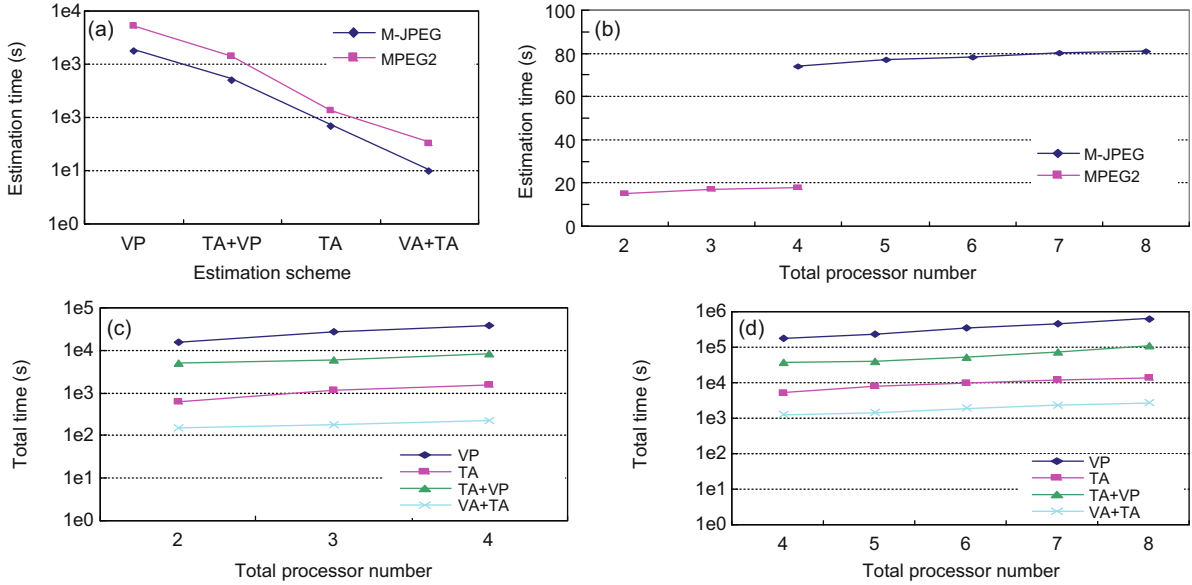 (a)
Estimation time (s)
1e4
1e3
1e3
1e1
1e0
M-JPEG
MPEG2
VP
TA+VP
TA
VA+TA
Estimation scheme
(b)
Estimation time (s)
100
80
60
40
20
0
M-JPEG
MPEG2
2
3
4
5
6
7
8
Total processor number
(c)
Total time (s)
1e5
1e4
1e3
1e2
1e1
1e0
VP
TA
TA+VP
VA+TA
2
3
4
Total processor number
(d)
Total time (s)
1e6
1e5
1e4
1e3
1e2
1e1
1e0
VP
TA
TA+VP
VA+TA
4
5
6
7
8
Total processor number